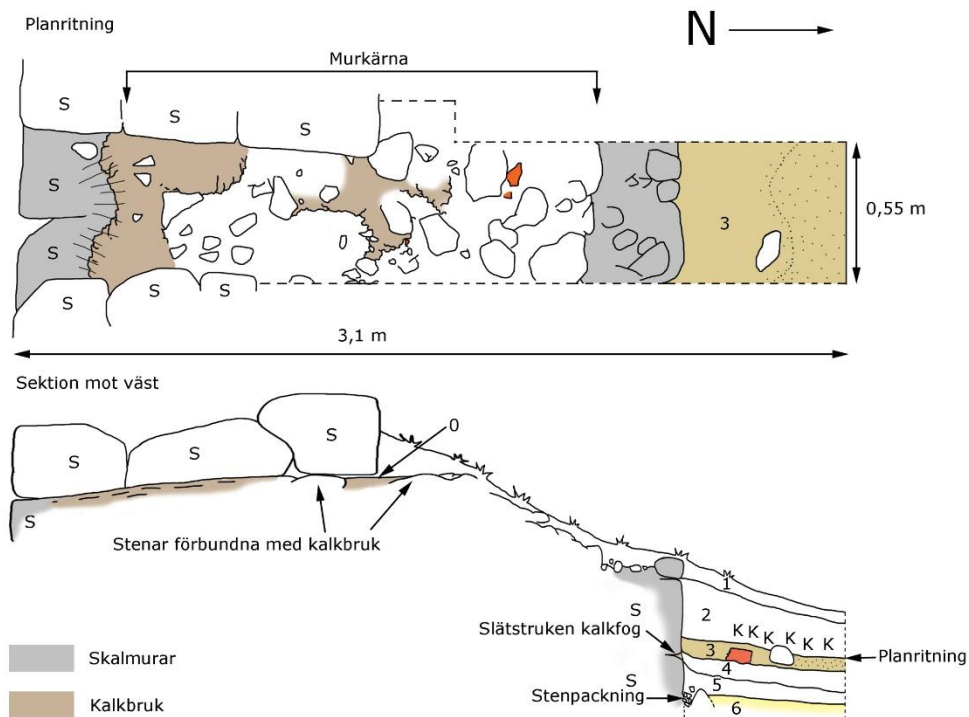 Planritning
N
Murkärna
S
S
S
S
S
3
0,55 m
S
S
S
3,1 m
Sektion mot väst
0
S
S
S
S
Stenar förbundna med kalkbruk
1
2
S
K K K K K K
Slätstruken kalkfog
3
Planritning
4
Skalmurar
S
5
Stenpackning
6
Kalkbruk